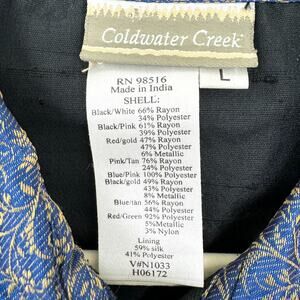 Coldwater Creek
L
RN 98516
Made in India
SHELL:
Black/White 66% Rayon
34% Polyester
Black/Pink 61% Rayon
39% Polyester
Red/gold 47% Rayon
47% Polyester
6% Metallic
Pink/Tan 76% Rayon
24% Polyester
Blue/Pink 100% Polyester
Black/gold 49% Rayon
43% Polyester
8% Metallic
Blue/tan 56% Rayon
44% Polyester
Red/Green 92% Polyester
5% Metallic
3% Nylon
Lining
59% silk
41% Polyester
V#N1033
H06172